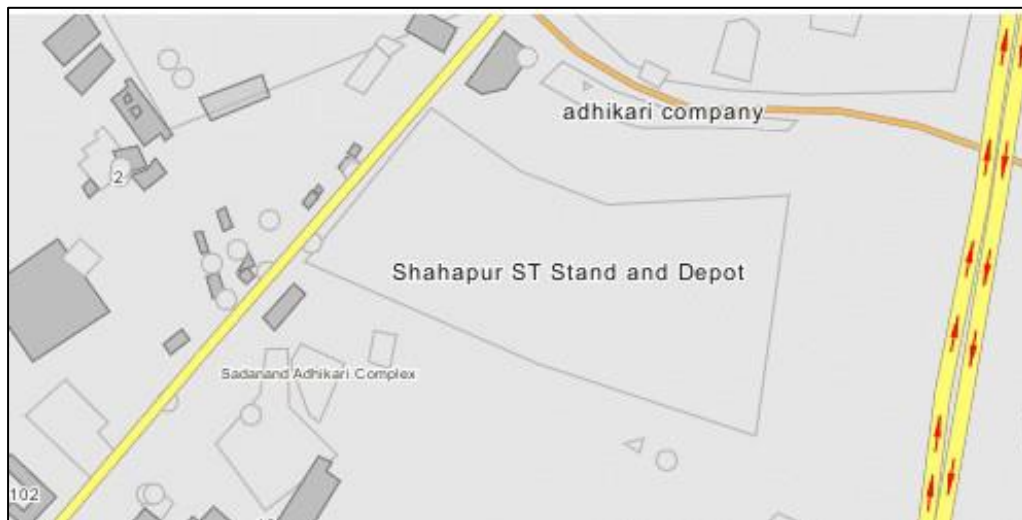 adhikari company
2
Shahapur ST Stand and Depot
Sadanand Adhikari Complex
102